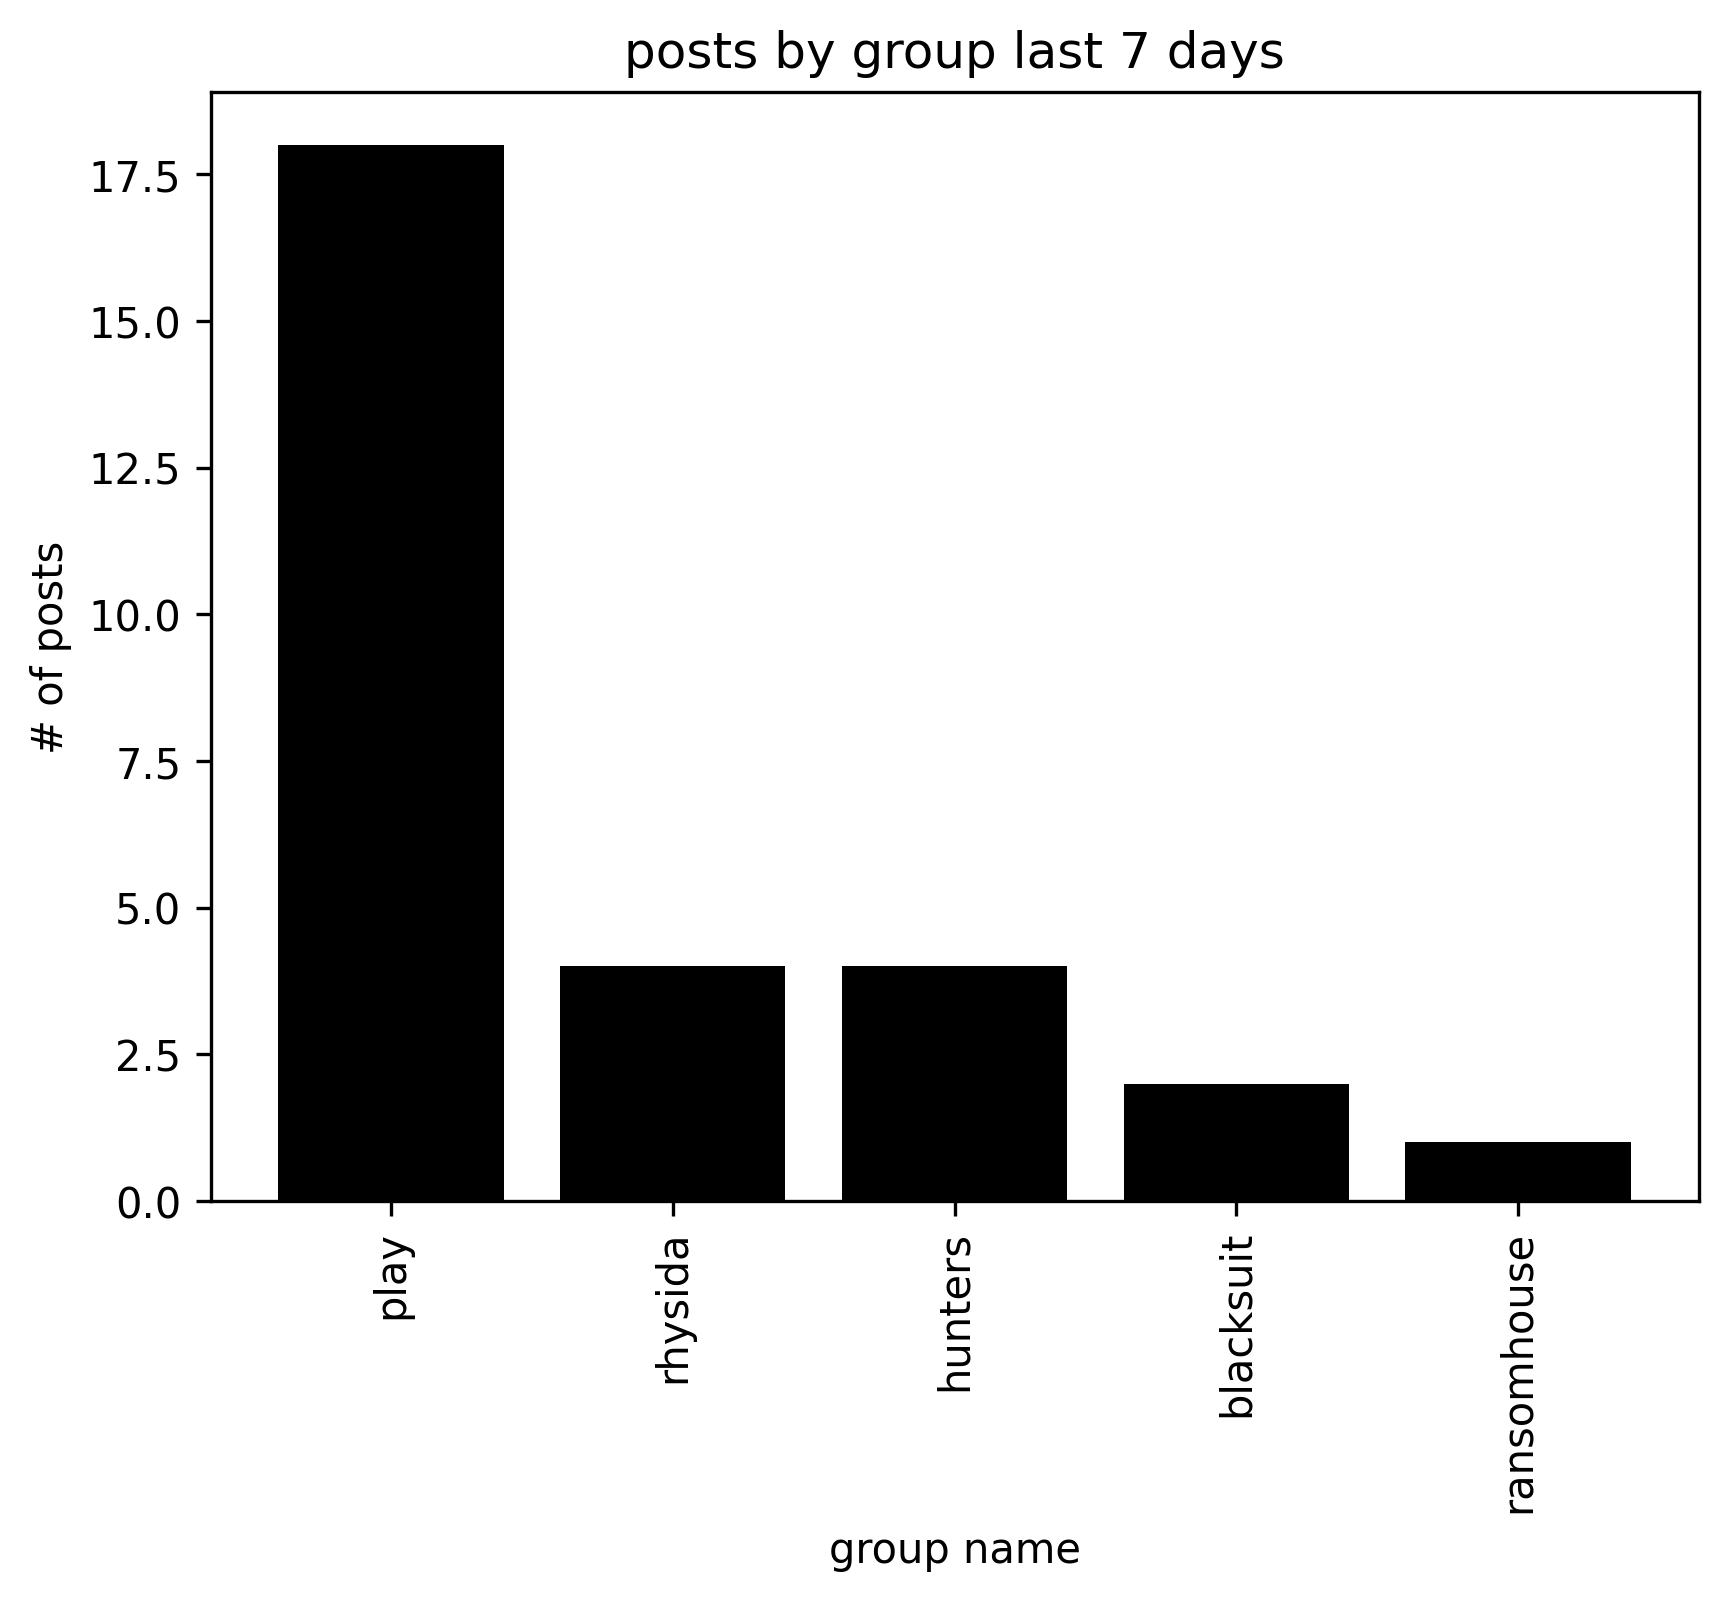 posts by group last 7 days
17.5
15.0
12.5
10.0
7.5
5.0
2.5
0.0
# of posts
play
rhysida
hunters
blacksuit
ransomhouse
group name